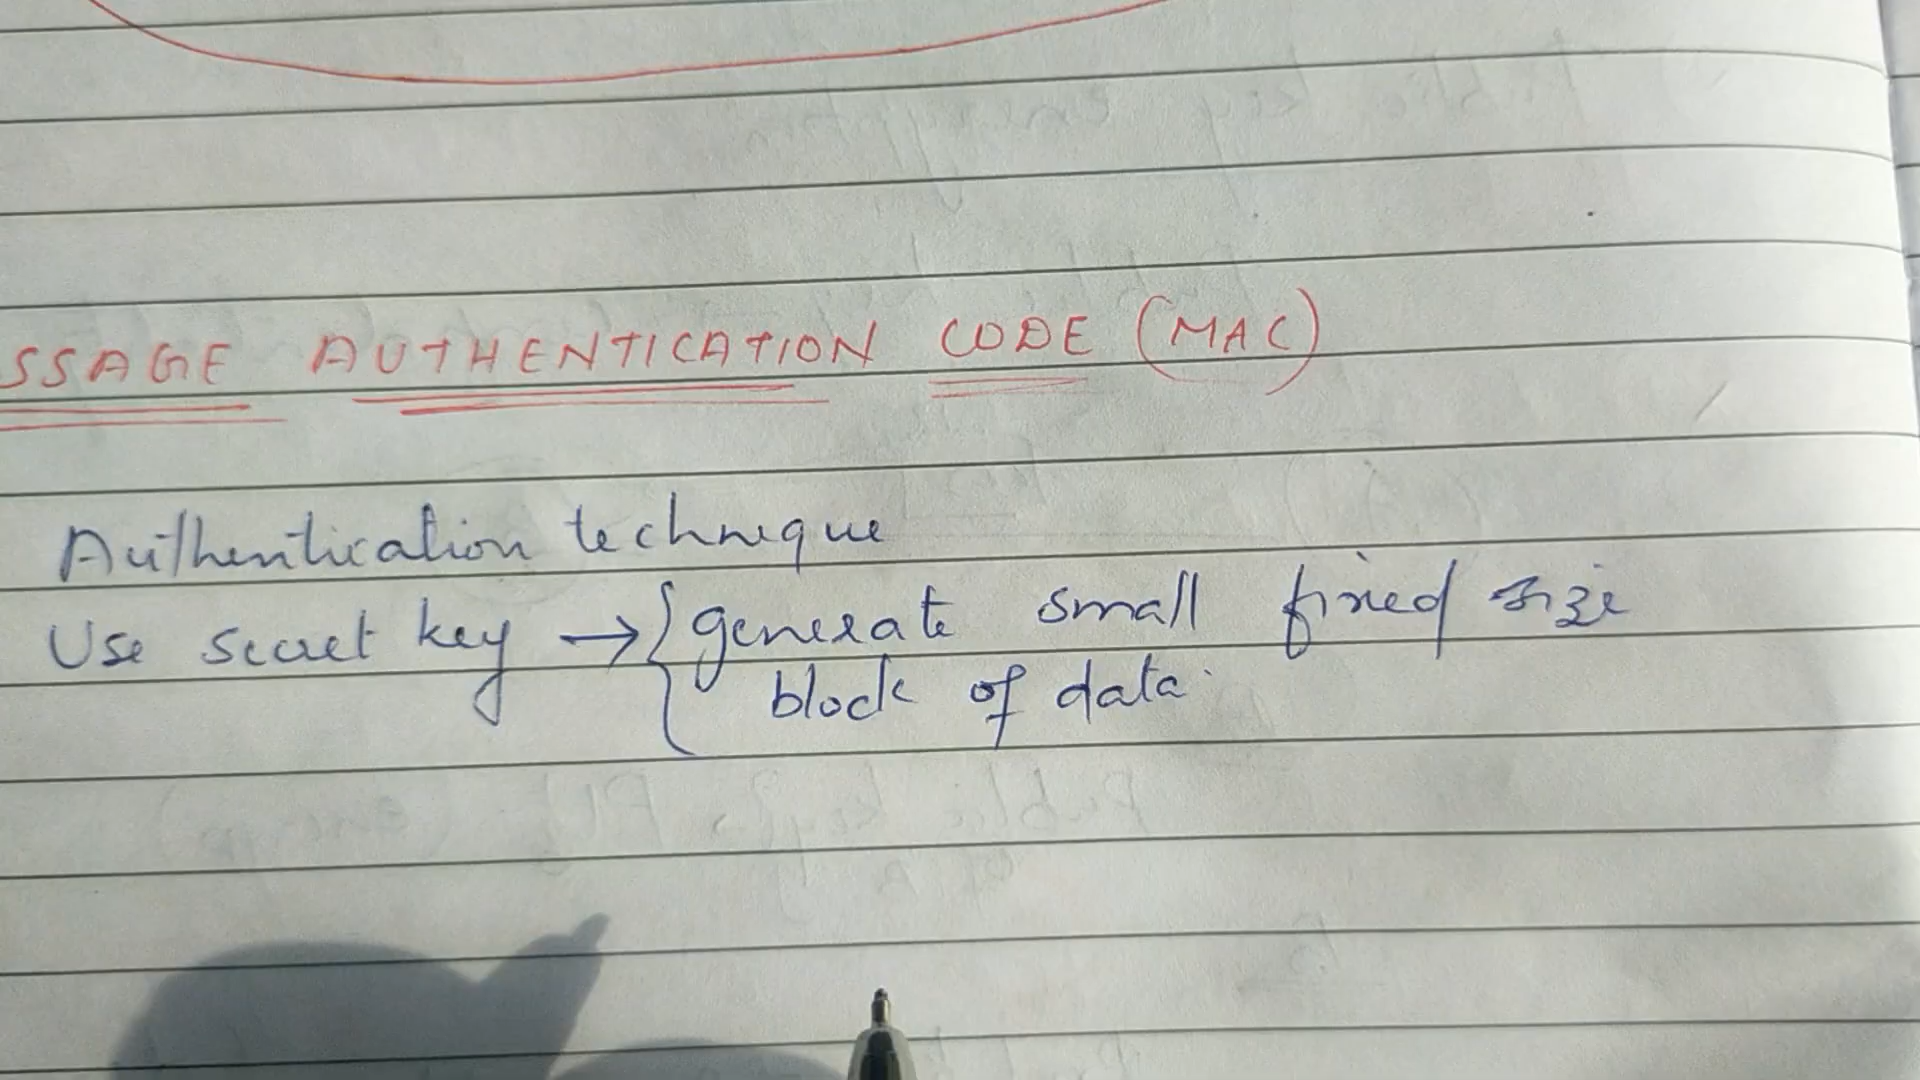 SSAGE AUTHENTICATION CODE (MAC)
Authentication technique
Use secret key → { generate small fixed size
block of data.